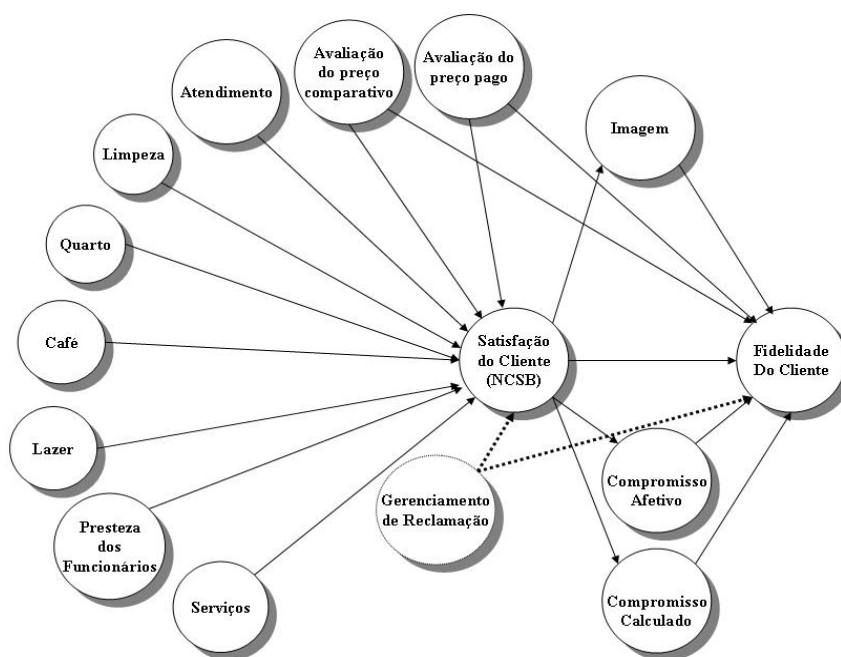 Avaliação
do preço
comparativo
Avaliação do
preço pago
Atendimento
Imagem
Limpeza
Quarto
Café
Satisfação
do Cliente
(NCSB)
Fidelidade
Do Cliente
Lazer
Gerenciamento
de Reclamação
Compromisso
Afetivo
Presteza
dos
Funcionários
Serviços
Compromisso
Calculado